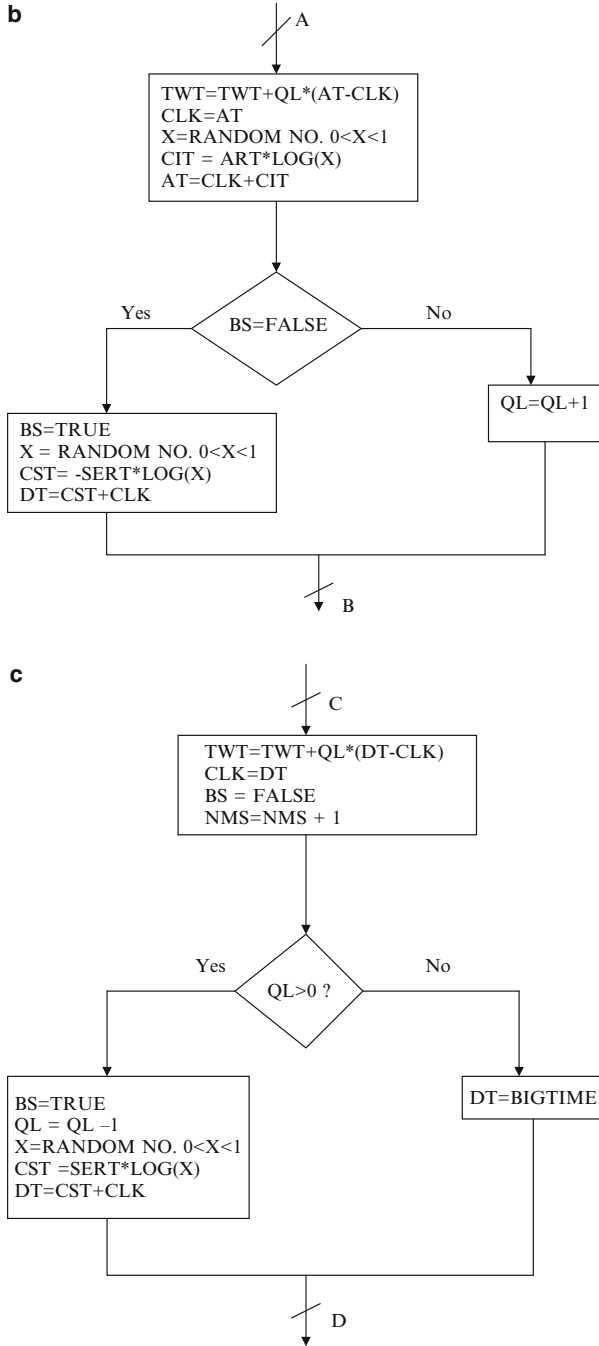 b
A
TWT=TWT+QL*(AT-CLK)
CLK=AT
X=RANDOM NO. 0<X<1
CIT = ART*LOG(X)
AT=CLK+CIT
Yes
BS=FALSE
No
QL=QL+1
BS=TRUE
X = RANDOM NO. 0<X<1
CST= -SERT*LOG(X)
DT=CST+CLK
B
c
C
TWT=TWT+QL*(DT-CLK)
CLK=DT
BS = FALSE
NMS=NMS + 1
Yes
QL>0 ?
No
BS=TRUE
QL = QL –1
X=RANDOM NO. 0<X<1
CST =SERT*LOG(X)
DT=CST+CLK
DT=BIGTIME
D